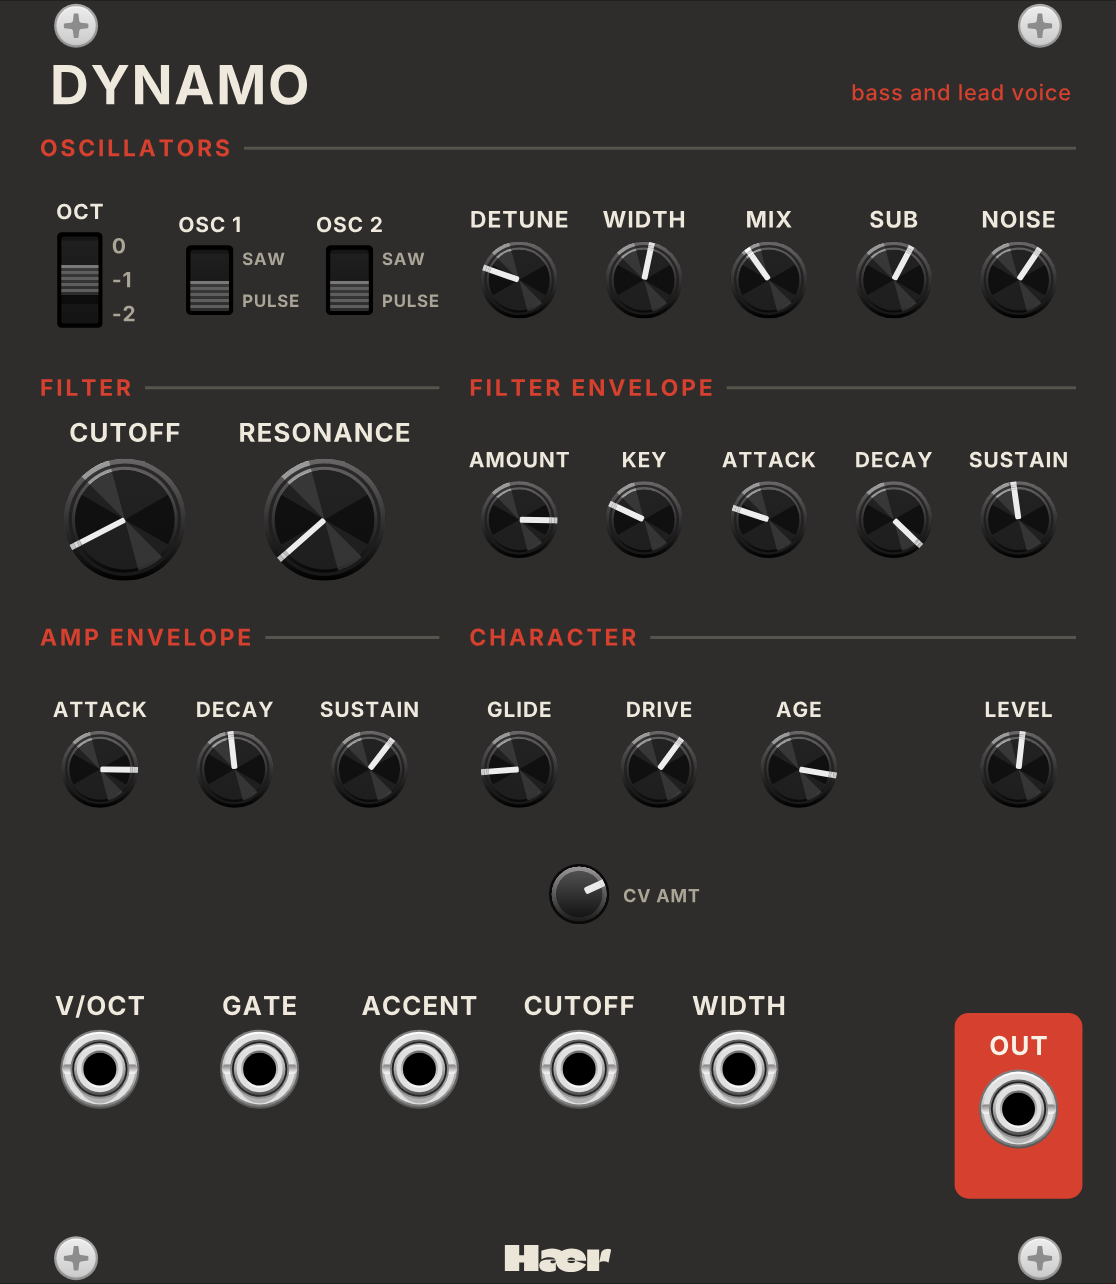 DYNAMO
bass and lead voice
OSCILLATORS
OCT
0
-1
-2
OSC 1
SAW
PULSE
OSC 2
SAW
PULSE
DETUNE
WIDTH
MIX
SUB
NOISE
FILTER
CUTOFF
RESONANCE
FILTER ENVELOPE
AMOUNT
KEY
ATTACK
DECAY
SUSTAIN
AMP ENVELOPE
ATTACK
DECAY
SUSTAIN
CHARACTER
GLIDE
DRIVE
AGE
LEVEL
CV AMT
V/OCT
GATE
ACCENT
CUTOFF
WIDTH
OUT
Hær